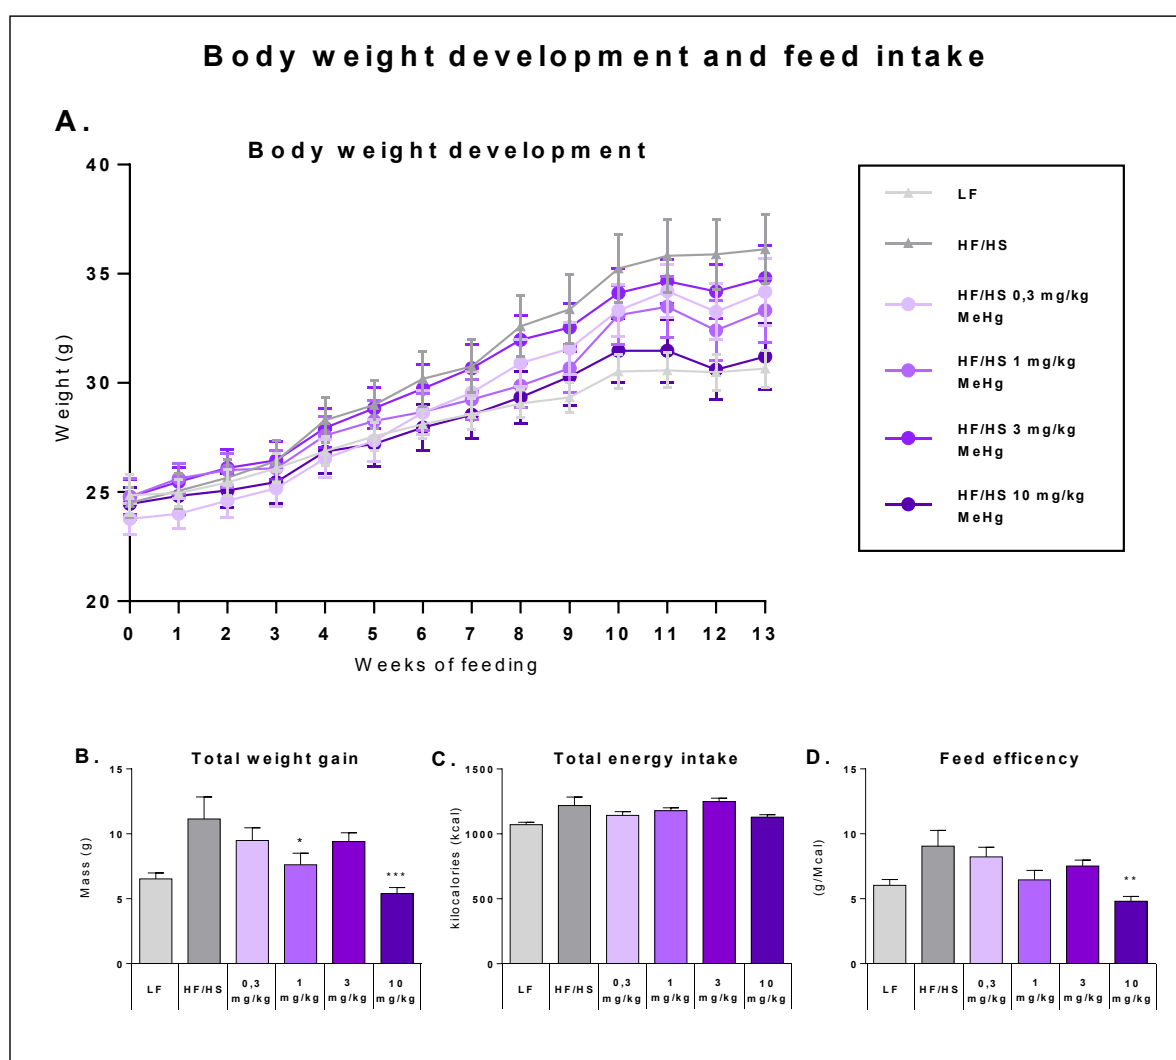 Body weight development and feed intake
A.
Body weight development
40
35
30
25
20
Weight (g)
0 1 2 3 4 5 6 7 8 9 10 11 12 13
Weeks of feeding
LF
HF/HS
HF/HS 0,3 mg/kg
MeHg
HF/HS 1 mg/kg
MeHg
HF/HS 3 mg/kg
MeHg
HF/HS 10 mg/kg
MeHg
B.
Total weight gain
15
10
5
0
Mass (g)
*
***
LF HF/HS 0,3 mg/kg 1 mg/kg 3 mg/kg 10 mg/kg
C.
Total energy intake
1500
1000
500
0
kilocalories (kcal)
LF HF/HS 0,3 mg/kg 1 mg/kg 3 mg/kg 10 mg/kg
D.
Feed efficency
15
10
5
0
(g/Mcal)
**
LF HF/HS 0,3 mg/kg 1 mg/kg 3 mg/kg 10 mg/kg